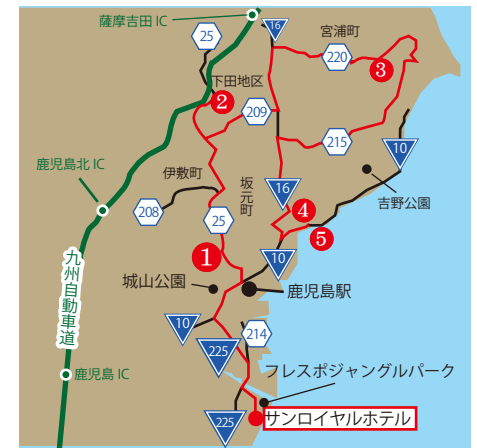 薩摩吉田 IC
16
宮浦町
25
220
3
下田地区
2
209
215
10
鹿児島北 IC
伊敷町
坂元町
16
吉野公園
208
25
4
5
1
10
城山公園
鹿児島駅
九州自動車道
10
214
225
鹿児島 IC
フレスポジャングルパーク
225
サンロイヤルホテル